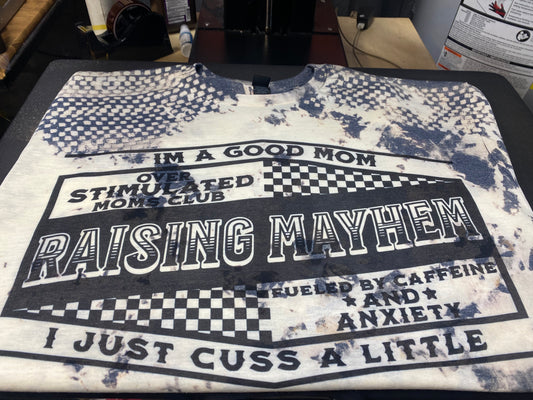 IM A GOOD MOM
OVER
STIMULATED
MOMS CLUB
RAISING MAYHEM
FUELED BY CAFFEINE
AND
ANXIETY
I JUST CUSS A LITTLE